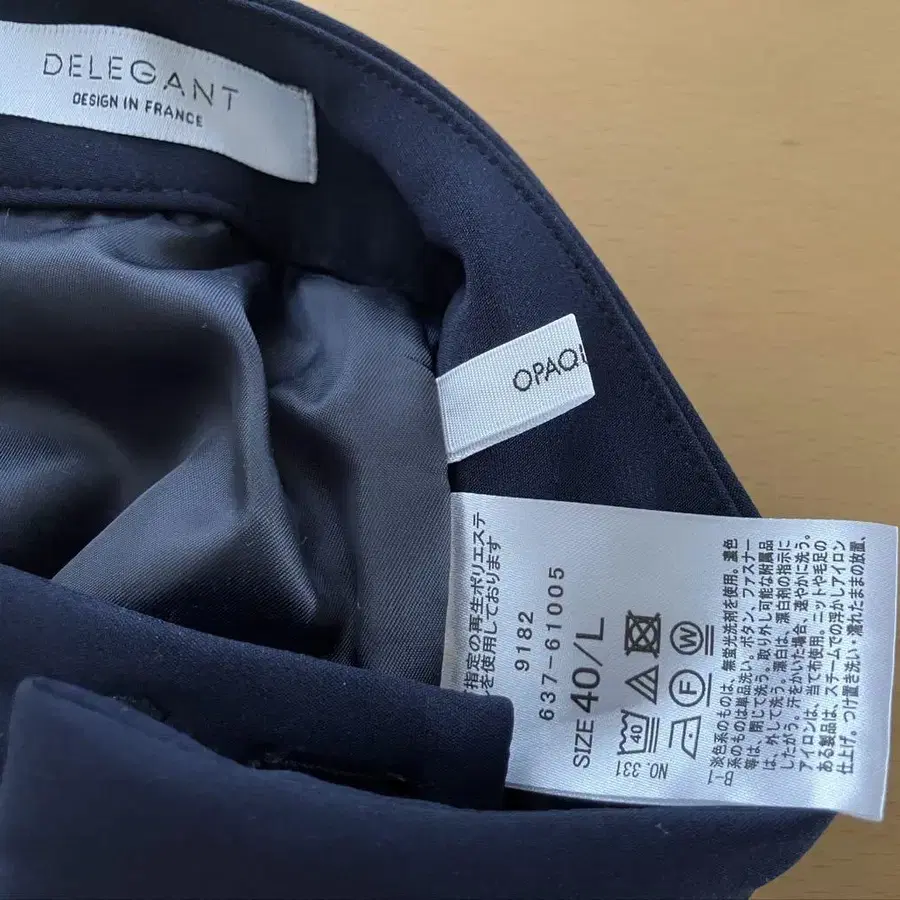 DELEGANT
DESIGN IN FRANCE
OPAQU
指定の再生ポリエステ
ルを使用しております
9182
637-61005
SIZE 40/L
40
F W
NO. 331
淡色系のものは、無蛍光洗剤を使用。濃色
系のものは単品洗い。ボタン、ファスナー
等は、閉じて洗う。取り外し可能な附属品
は、外して洗う。漂白は、漂白剤の指示に
したがう。汗をかいた場合、速やかに洗う。
アイロンは、当て布使用。ニットや毛足の
ある製品は、スチームでの浮かしアイロン
仕上げ。つけ置き洗い・濡れたままの放置、